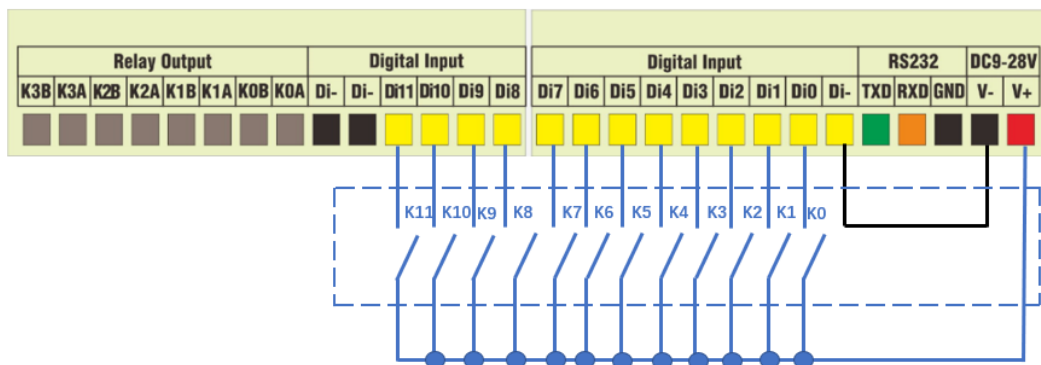 Relay Output Digital Input Digital Input RS232 DC9-28V
K3B K3A K2B K2A K1B K1A K0B K0A Di- Di- Di11 Di10 Di9 Di8 Di7 Di6 Di5 Di4 Di3 Di2 Di1 Di0 Di- TXD RXD GND V- V+
K11 K10 K9 K8 K7 K6 K5 K4 K3 K2 K1 K0